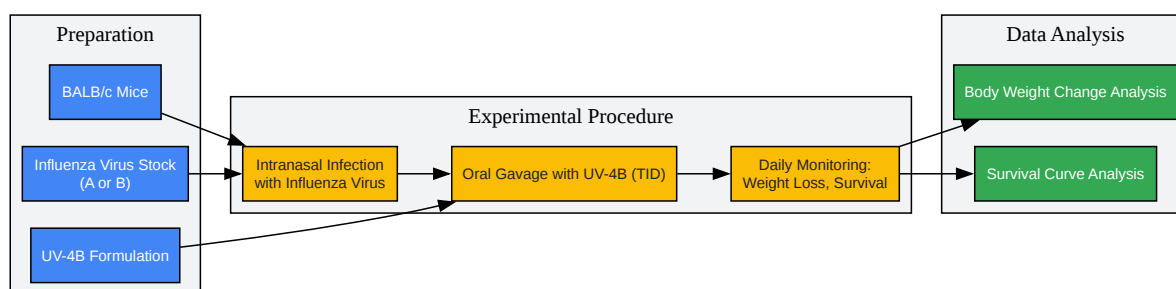 Preparation
BALB/c Mice
Influenza Virus Stock
(A or B)
UV-4B Formulation
Experimental Procedure
Intranasal Infection
with Influenza Virus
Oral Gavage with UV-4B (TID)
Daily Monitoring:
Weight Loss, Survival
Data Analysis
Body Weight Change Analysis
Survival Curve Analysis